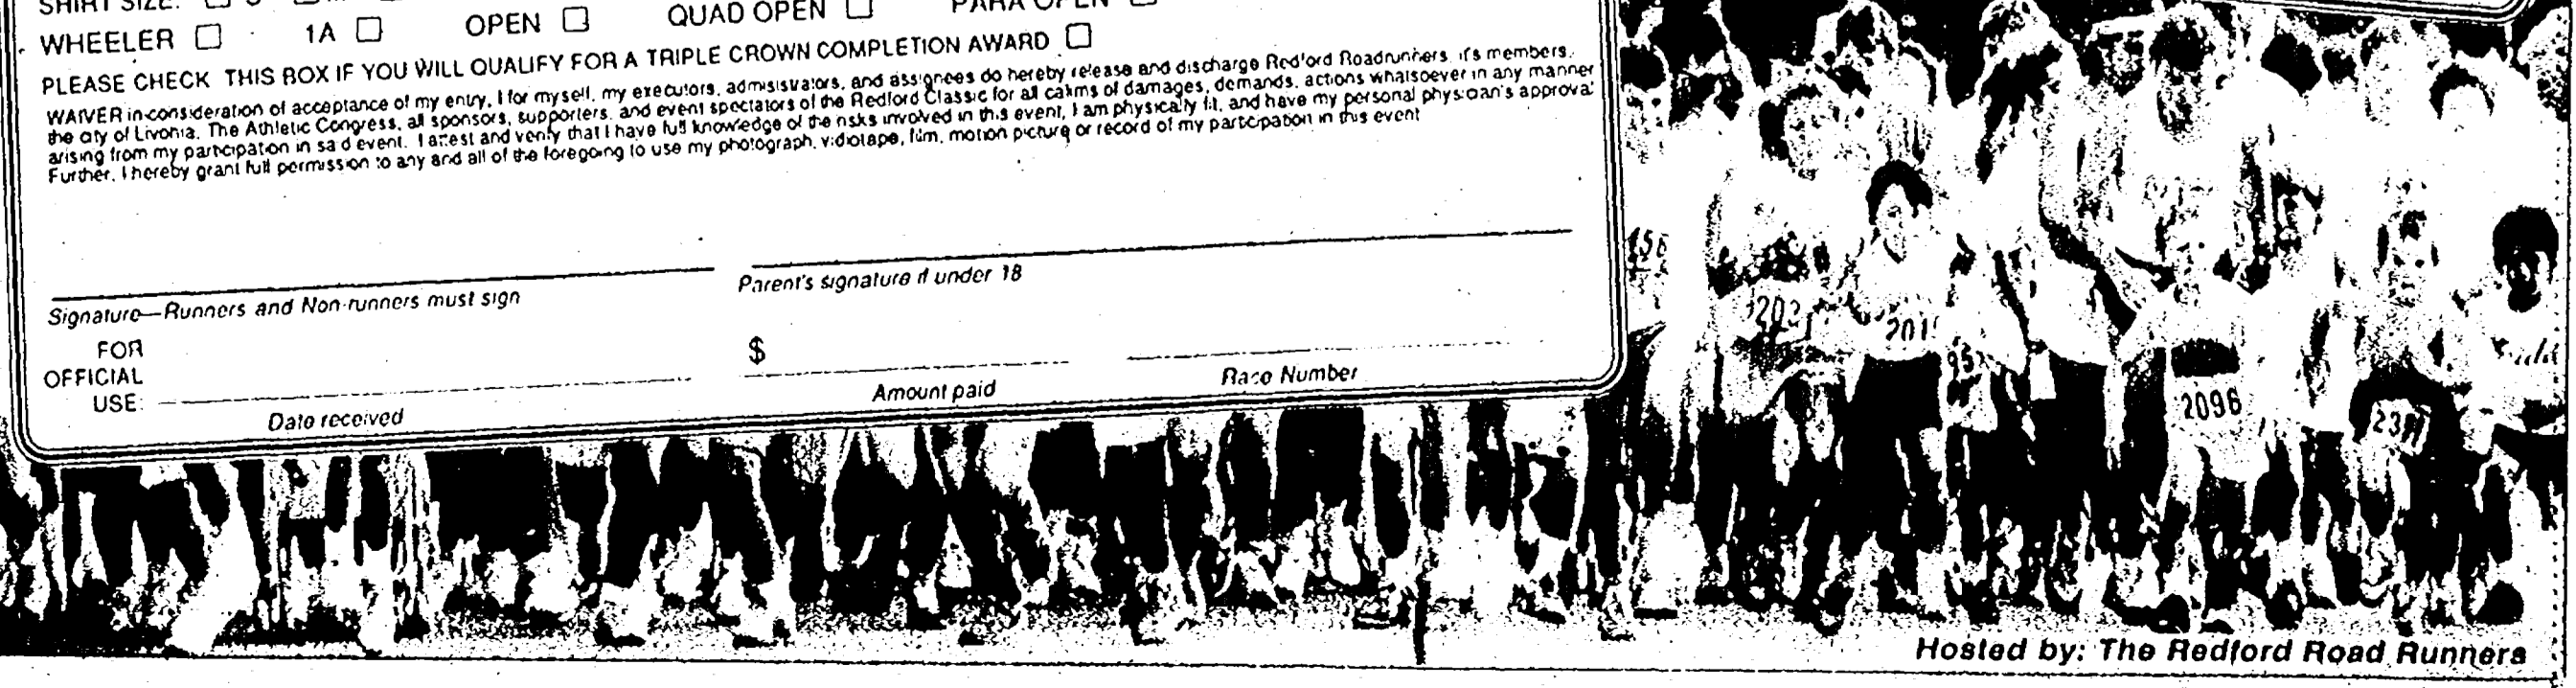 SHIRT SIZE:
WHEELER 1A OPEN QUAD OPEN PARA OPEN
PLEASE CHECK THIS BOX IF YOU WILL QUALIFY FOR A TRIPLE CROWN COMPLETION AWARD
WAIVER in consideration of acceptance of my entry, I for myself, my executors, admisistrators, and assignees do hereby release and discharge Redford Roadrunners, it's members,
the city of Livonia, The Athletic Congress, all sponsors, supporters, and event spectators of the Redford Classic for all caims of damages, demands, actions whatsoever in any manner
arising from my participation in said event. I attest and verify that I have full knowledge of the risks involved in this event, I am physically fit, and have my personal physician's approval
Further, I hereby grant full permission to any and all of the foregoing to use my photograph, vidiotape, film, motion picture or record of my participation in this event
Signature—Runners and Non-runners must sign
Parent's signature if under 18
FOR
OFFICIAL
USE:
Date received
$
Amount paid
Race Number
2096
Hosted by: The Redford Road Runners